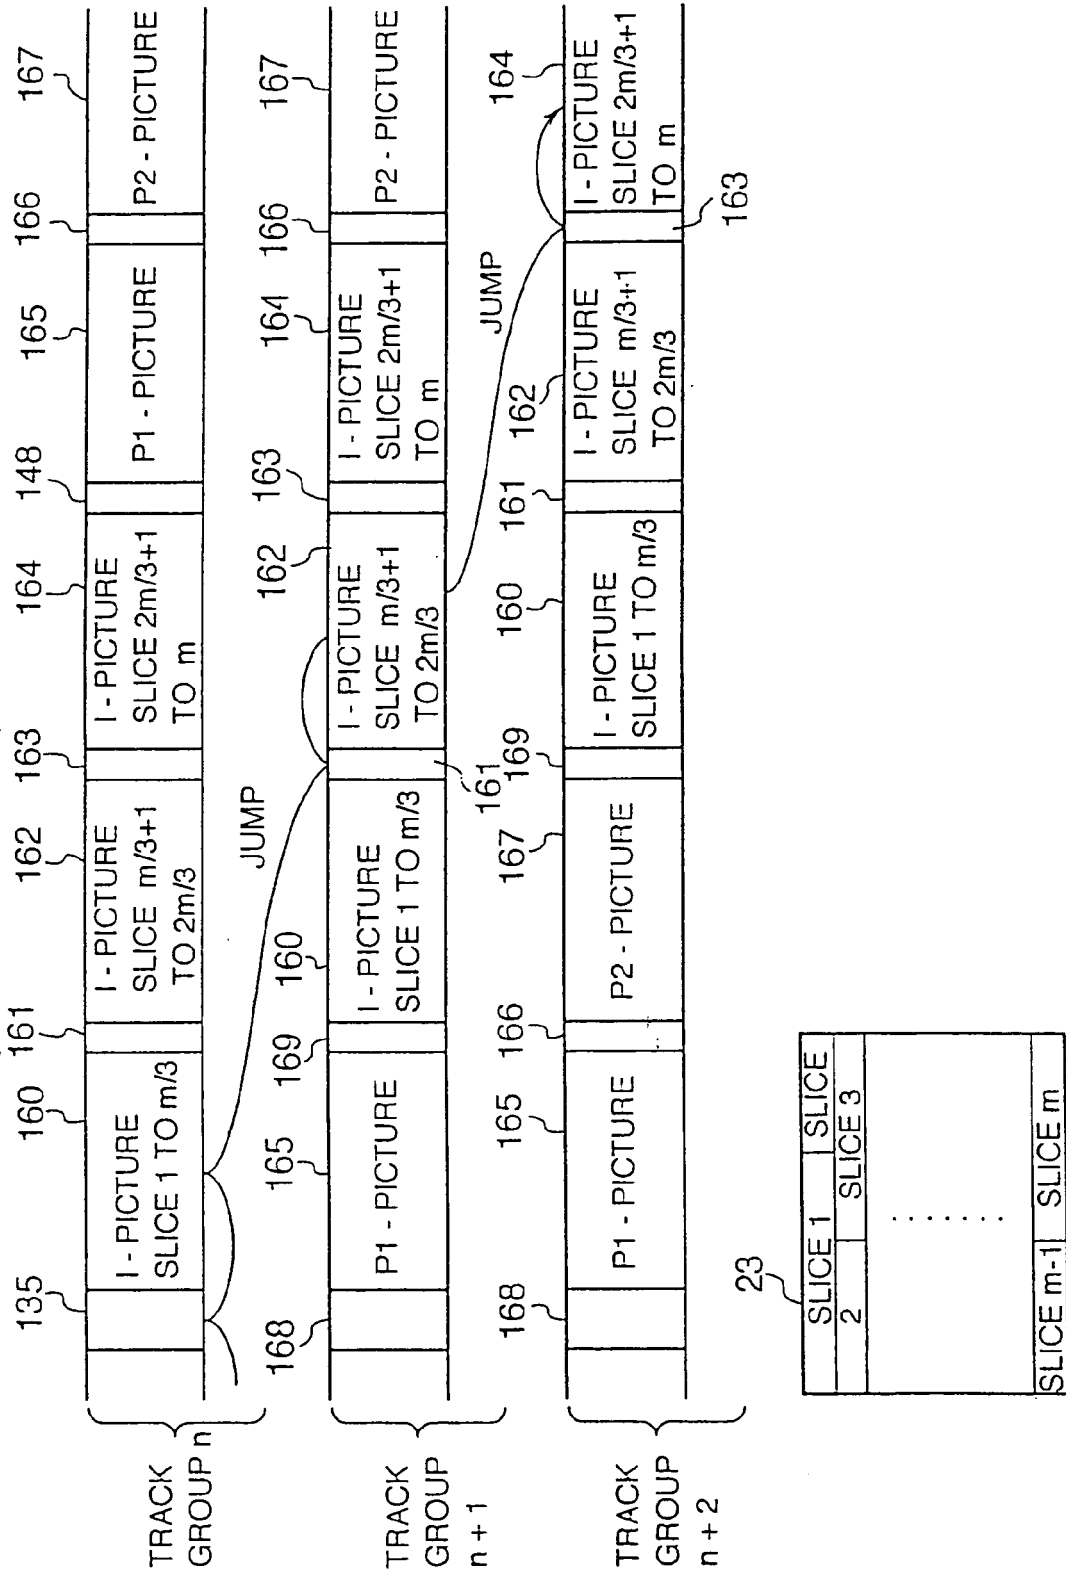 TRACK
GROUP n
135
160
161
162
163
164
148
165
166
167
I - PICTURE
SLICE 1 TO m/3
I - PICTURE
SLICE m/3+1
TO 2m/3
I - PICTURE
SLICE 2m/3+1
TO m
P1 - PICTURE
P2 - PICTURE
JUMP
TRACK
GROUP
n + 1
168
165
169
160
161
162
163
164
166
167
P1 - PICTURE
I - PICTURE
SLICE 1 TO m/3
I - PICTURE
SLICE m/3+1
TO 2m/3
I - PICTURE
SLICE 2m/3+1
TO m
P2 - PICTURE
JUMP
TRACK
GROUP
n + 2
168
165
166
167
169
160
161
162
163
164
P1 - PICTURE
P2 - PICTURE
I - PICTURE
SLICE 1 TO m/3
I - PICTURE
SLICE m/3+1
TO 2m/3
I - PICTURE
SLICE 2m/3+1
TO m
23
SLICE 1 SLICE
2 SLICE 3
.......
SLICE m-1 SLICE m